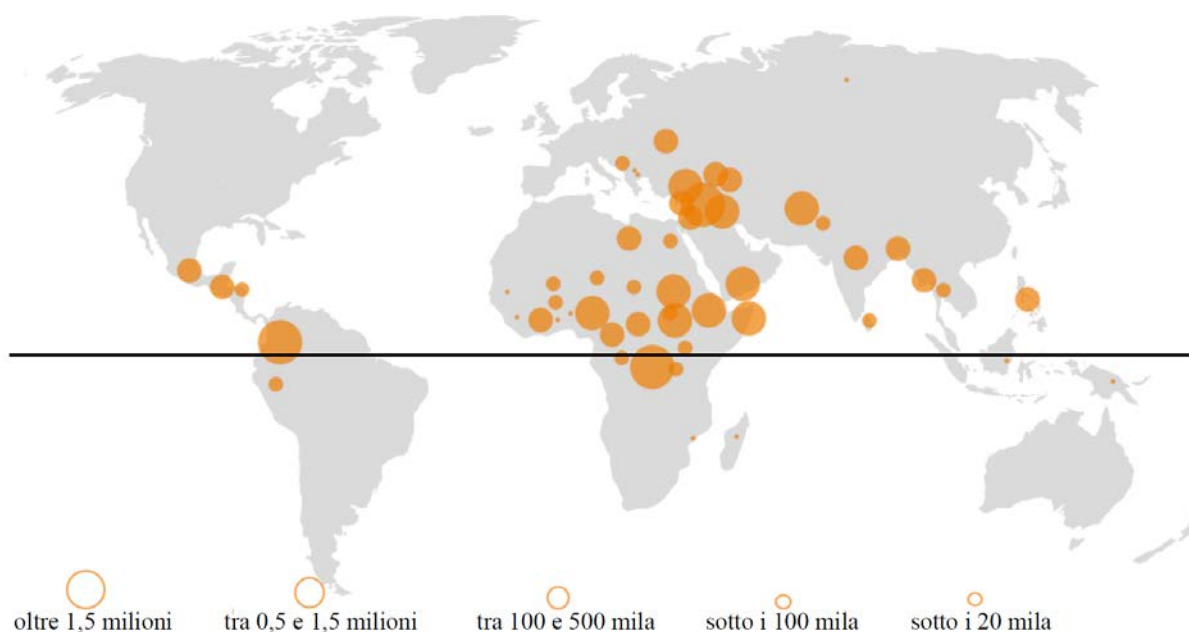 oltre 1,5 milioni
tra 0,5 e 1,5 milioni
tra 100 e 500 mila
sotto i 100 mila
sotto i 20 mila